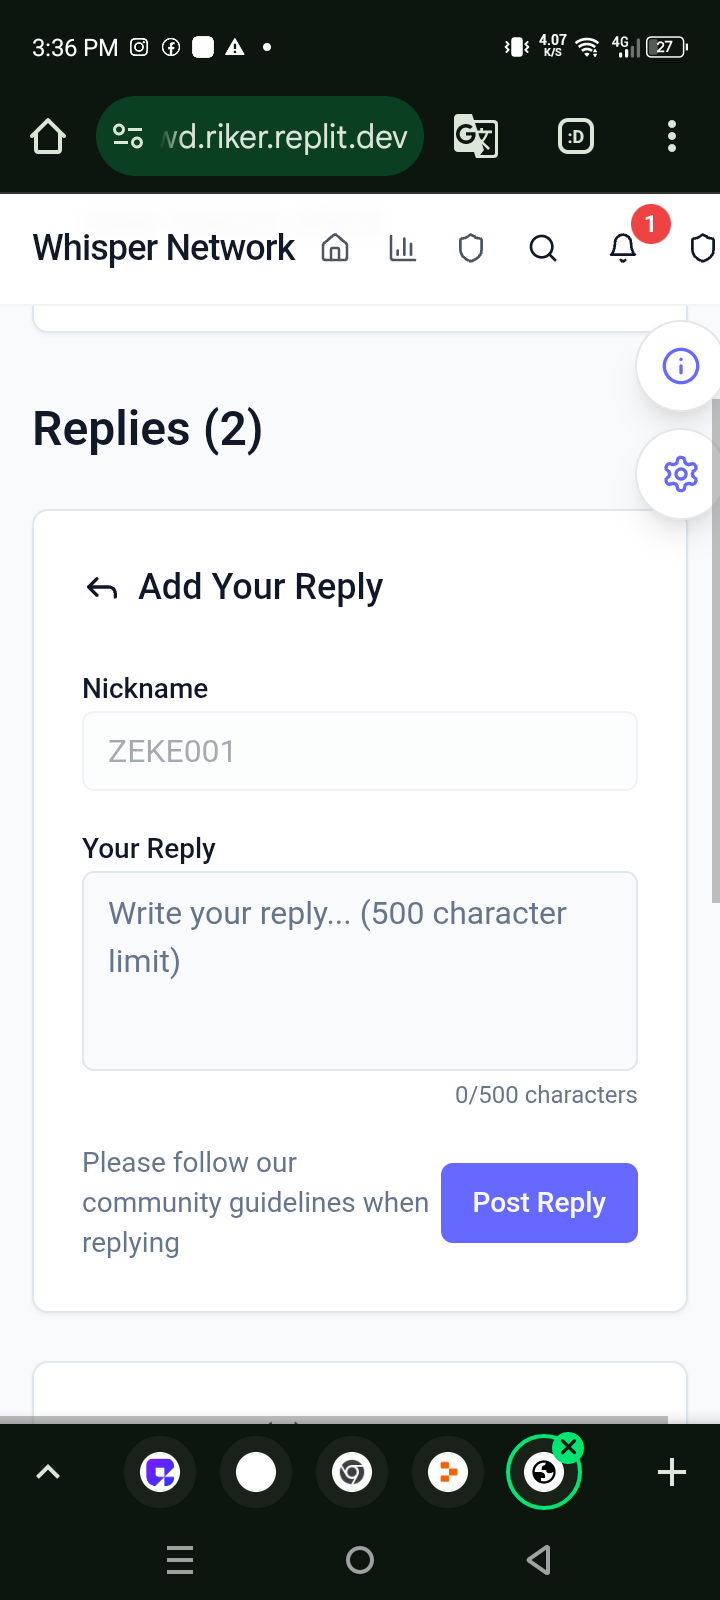 3:36 PM
4.07
K/S
4G
27
wd.riker.replit.dev
:D
Whisper Network
1
Replies (2)
Add Your Reply
Nickname
ZEKE001
Your Reply
Write your reply... (500 character
limit)
0/500 characters
Please follow our
community guidelines when
replying
Post Reply